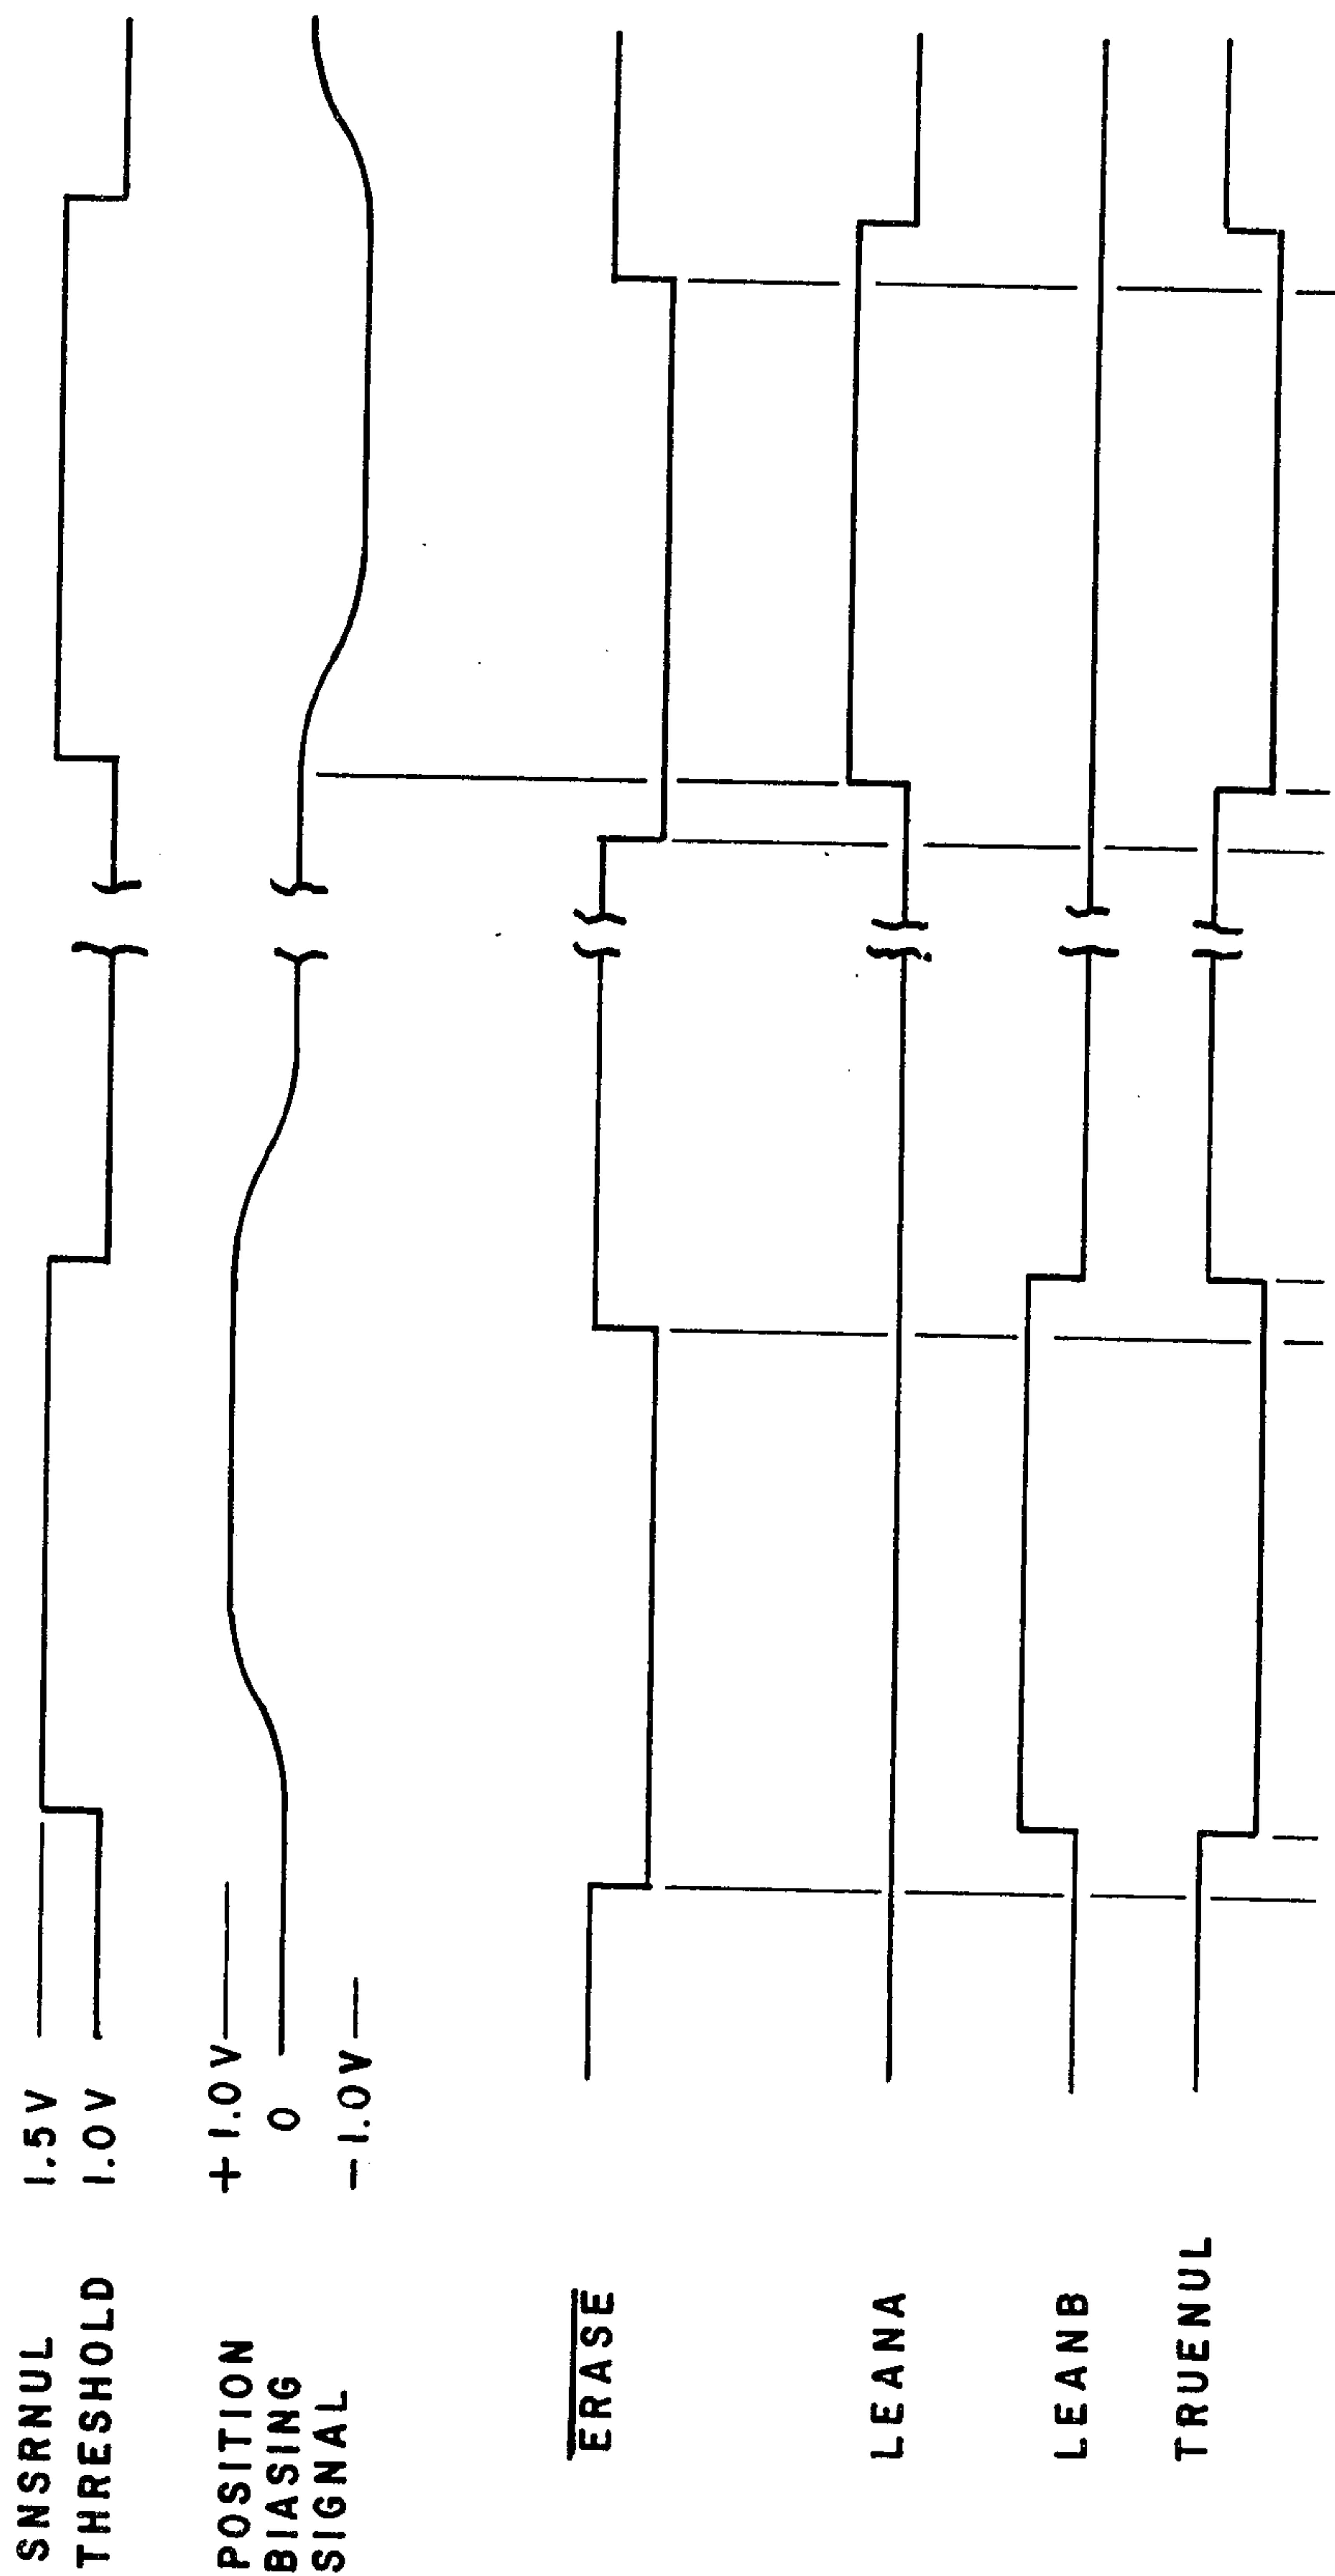 SNSRNUL 1.5V
THRESHOLD 1.0V
POSITION +1.0V
BIASING 0
SIGNAL -1.0V
ERASE
LEANA
LEANB
TRUENUL